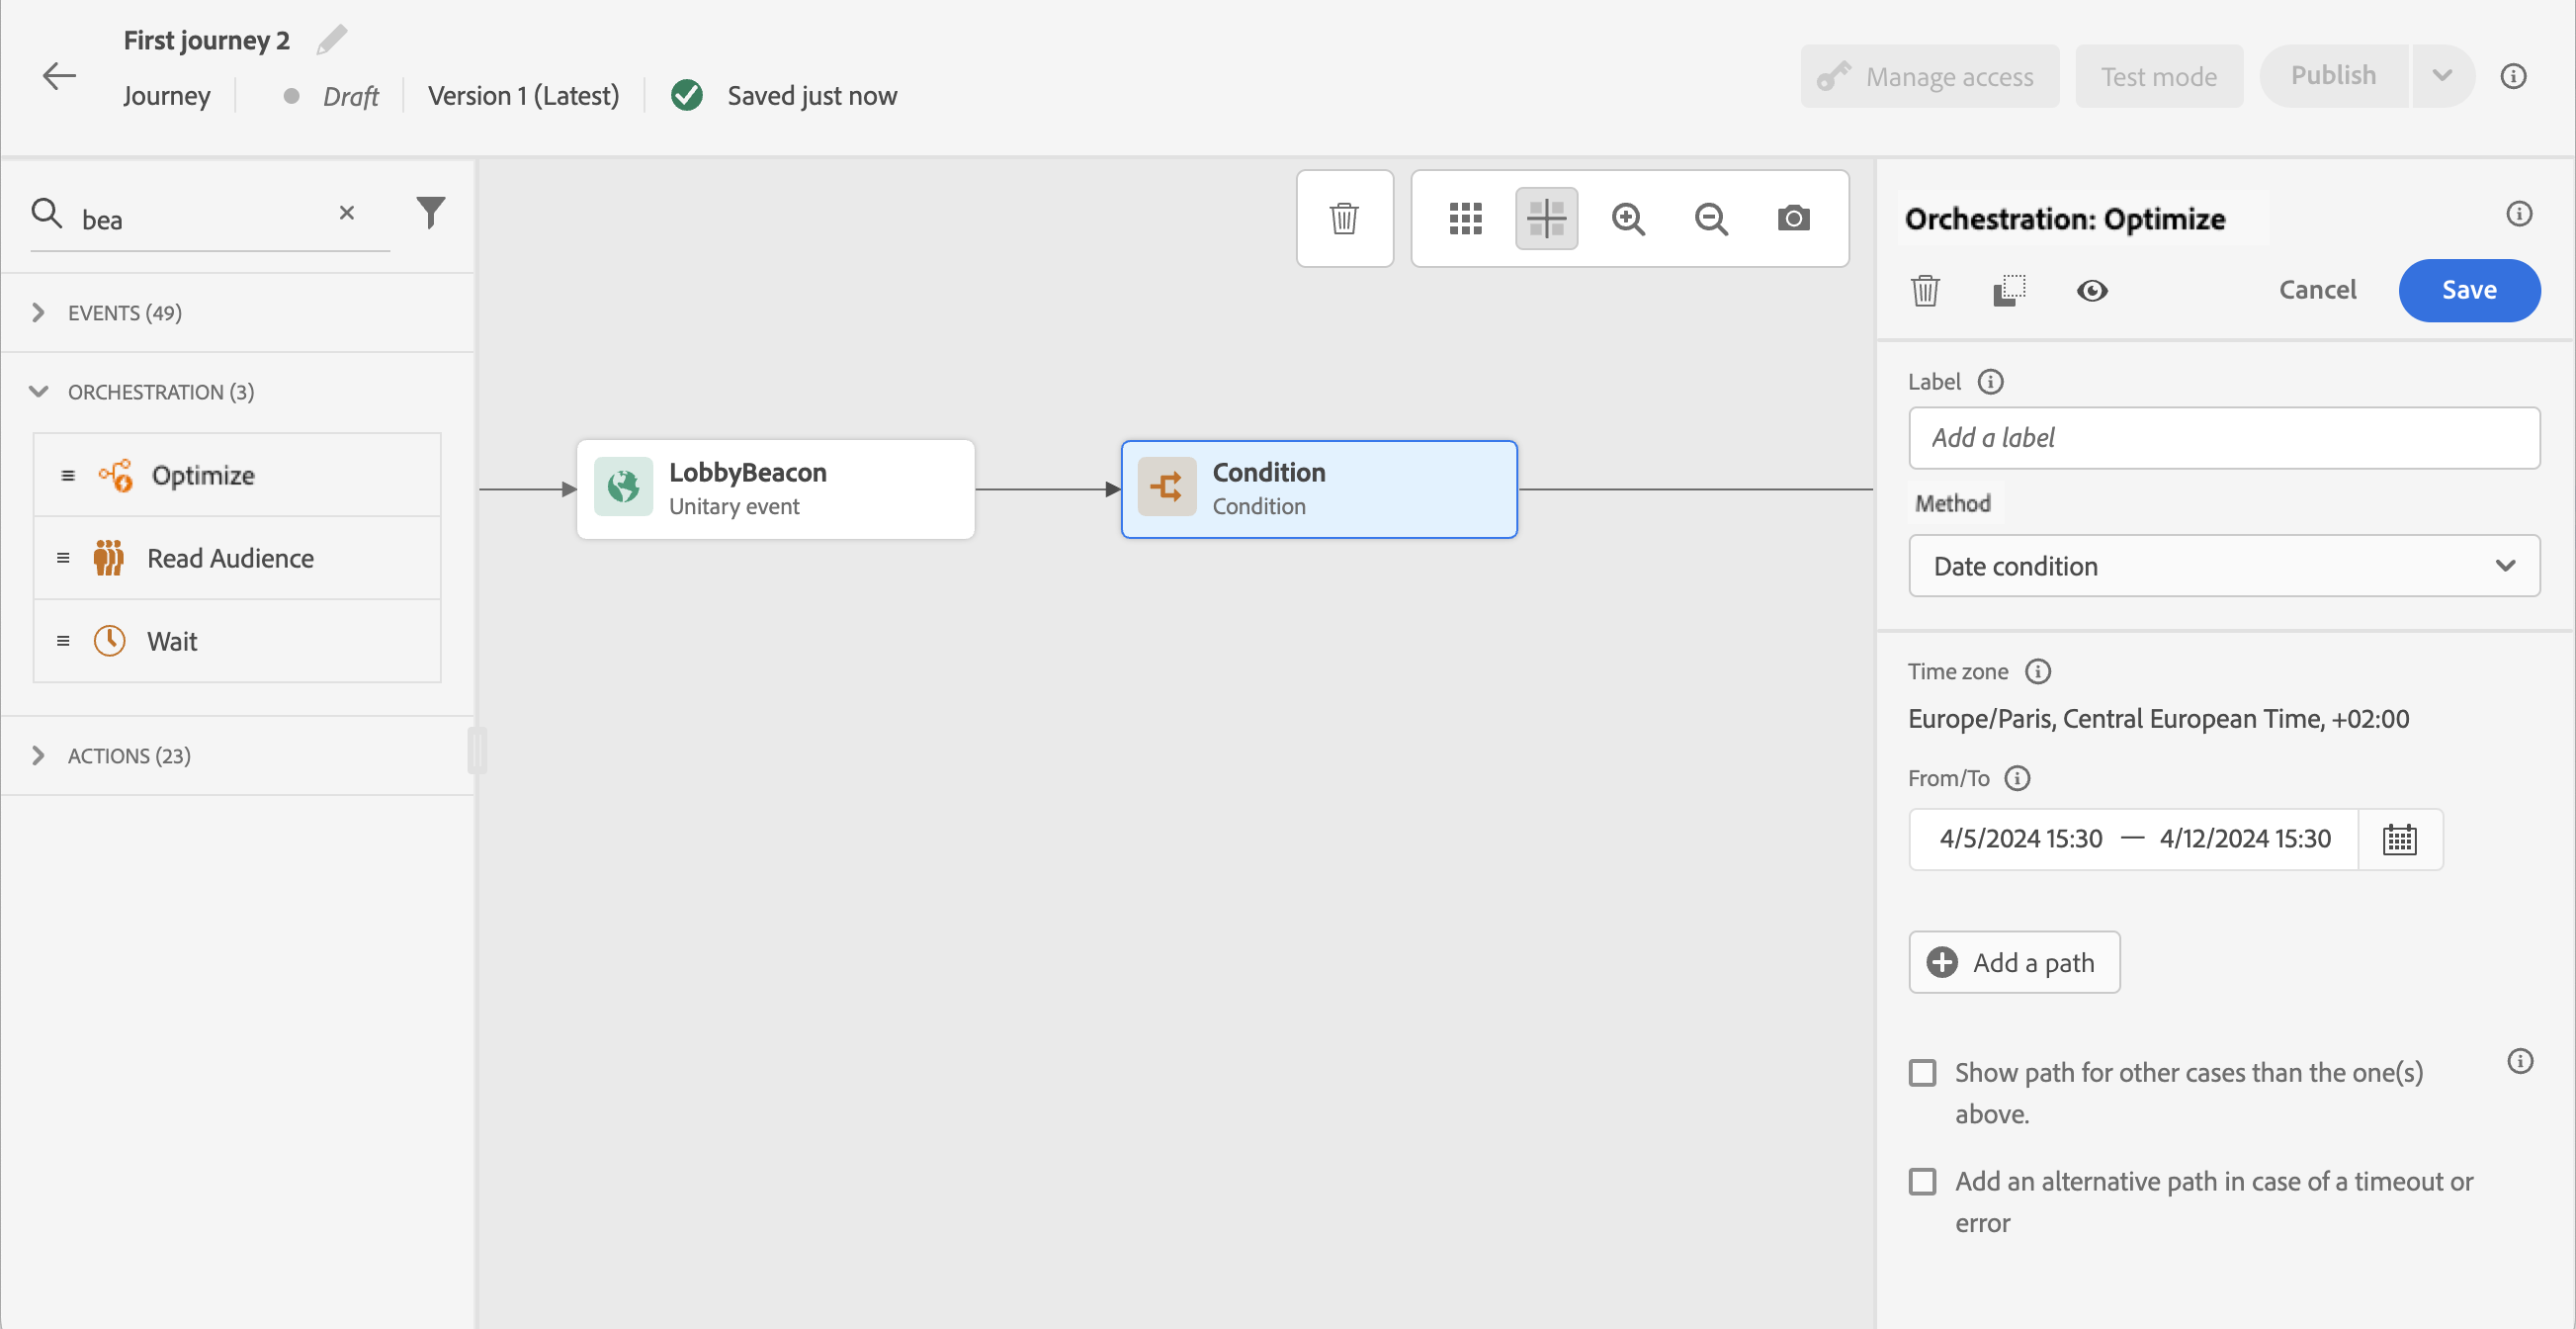 First journey 2
Journey
Draft
Version 1 (Latest)
Saved just now
Manage access
Test mode
Publish
bea
EVENTS (49)
ORCHESTRATION (3)
Optimize
Read Audience
Wait
ACTIONS (23)
LobbyBeacon
Unitary event
Condition
Condition
Orchestration: Optimize
Cancel
Save
Label
Add a label
Method
Date condition
Time zone
Europe/Paris, Central European Time, +02:00
From/To
4/5/2024 15:30 — 4/12/2024 15:30
Add a path
Show path for other cases than the one(s)
above.
Add an alternative path in case of a timeout or
error